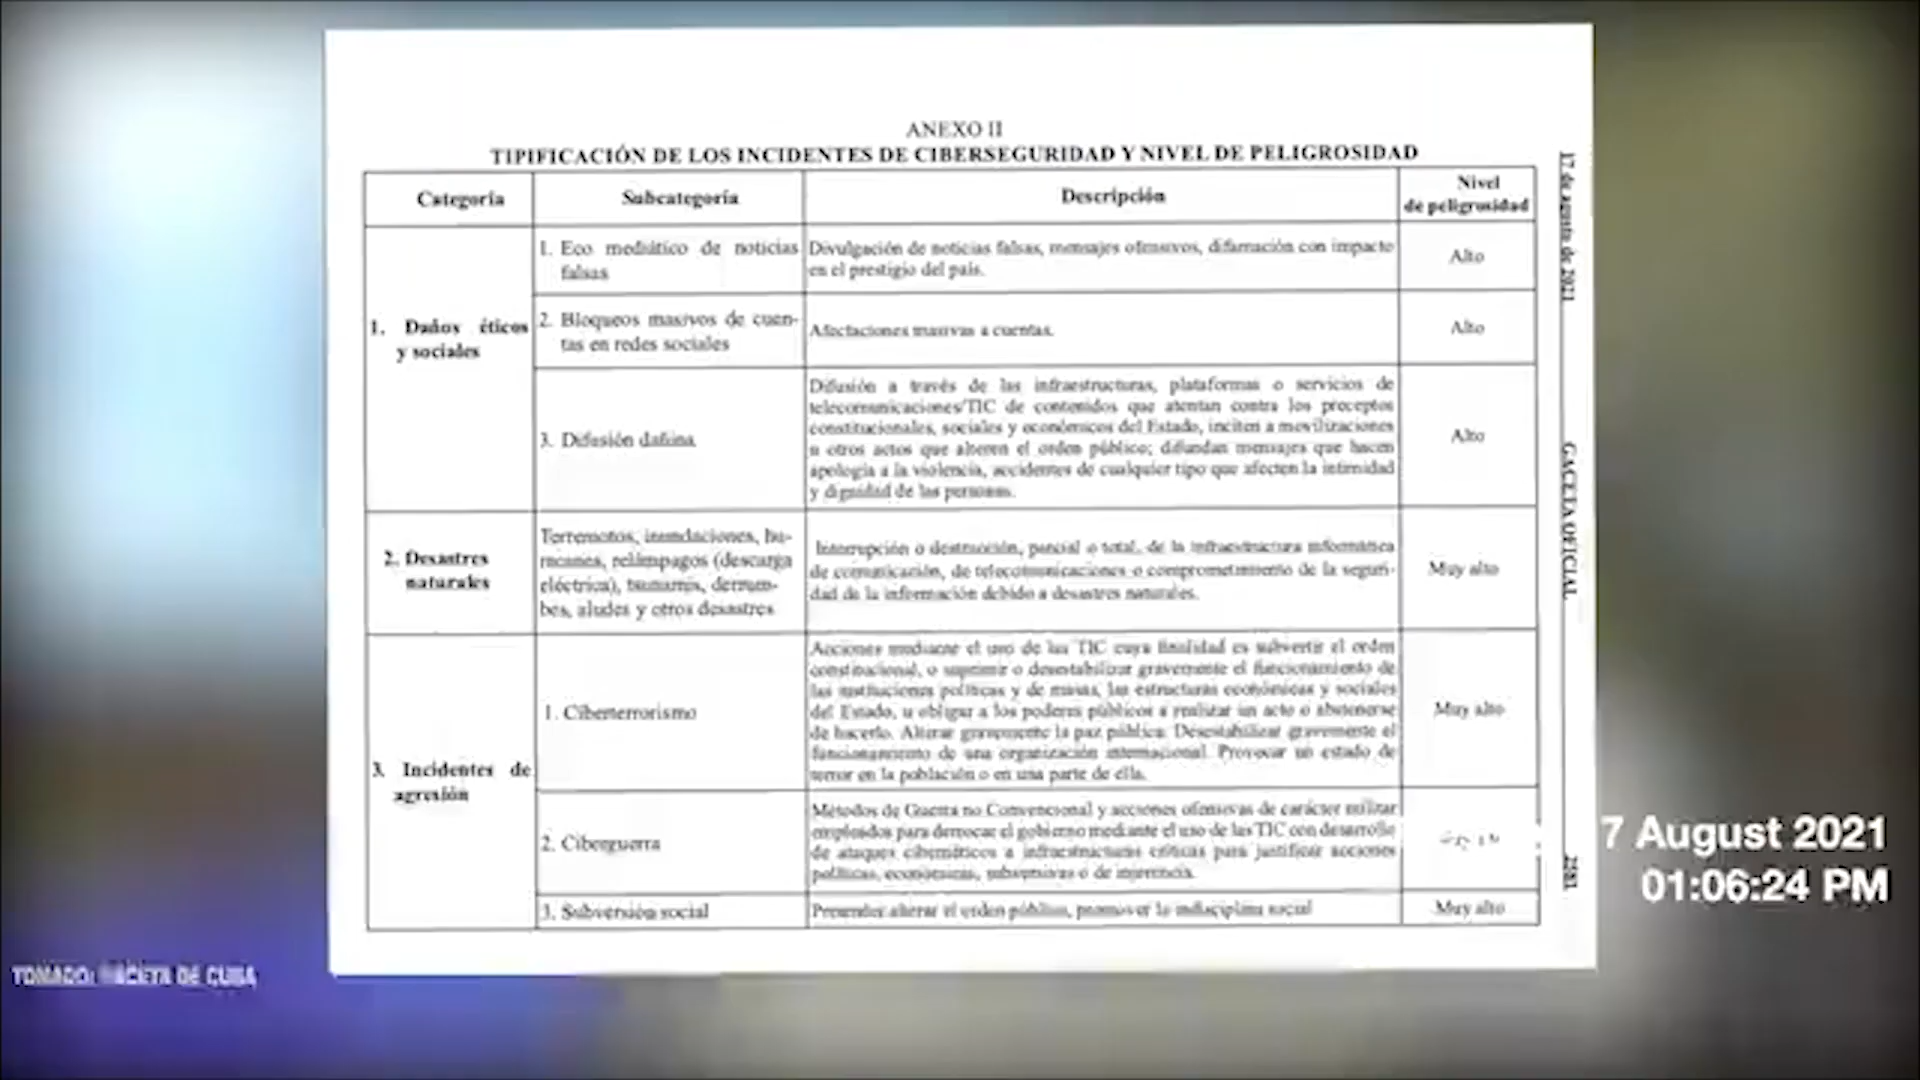 ANEXO II
TIPIFICACIÓN DE LOS INCIDENTES DE CIBERSEGURIDAD Y NIVEL DE PELIGROSIDAD
Categoría
Subcategoría
Descripción
Nivel
de peligrosidad
1. Daños éticos
y sociales
1. Eco mediático de noticias
falsas
Divulgación de noticias falsas, mensajes ofensivos, difamación con impacto
en el prestigio del país.
Alto
2. Bloqueos masivos de cuen-
tas en redes sociales
Afectaciones masivas a cuentas.
Alto
3. Difusión dañina
Difusión a través de las infraestructuras, plataformas o servicios de
telecomunicaciones/TIC de contenidos que atentan contra los preceptos
constitucionales, sociales y económicos del Estado, inciten a movilizaciones
u otros actos que alteren el orden público; difundan mensajes que hacen
apología a la violencia, accidentes de cualquier tipo que afecten la intimidad
y dignidad de las personas.
Alto
2. Desastres
naturales
Terremotos, inundaciones, hu-
racanes, relámpagos (descarga
eléctrica), tsunamis, derrum-
bes, aludes y otros desastres
Interrupción o destrucción, parcial o total, de la infraestructura informática
de comunicación, de telecomunicaciones o comprometimiento de la seguri-
dad de la información debido a desastres naturales.
Muy alto
3. Incidentes de
agresión
1. Ciberterrorismo
Acciones mediante el uso de las TIC cuya finalidad es subvertir el orden
constitucional, o suprimir o desestabilizar gravemente el funcionamiento de
las instituciones políticas y de masas, las estructuras económicas y sociales
del Estado, u obligar a los poderes públicos a realizar un acto o abstenerse
de hacerlo. Alterar gravemente la paz pública. Desestabilizar gravemente el
funcionamiento de una organización internacional. Provocar un estado de
terror en la población o en una parte de ella.
Muy alto
2. Ciberguerra
Métodos de Guerra no Convencional y acciones ofensivas de carácter militar
empleados para derrocar el gobierno mediante el uso de las TIC con desarrollo
de ataques cibernéticos a infraestructuras críticas para justificar acciones
políticas, económicas, subversivas o de injerencia.
3. Subversión social
Pretender alterar el orden público, promover la indisciplina social
Muy alto
17 de agosto de 2021
GACETA OFICIAL
7 August 2021
01:06:24 PM
TOMADO: GACETA DE CUBA